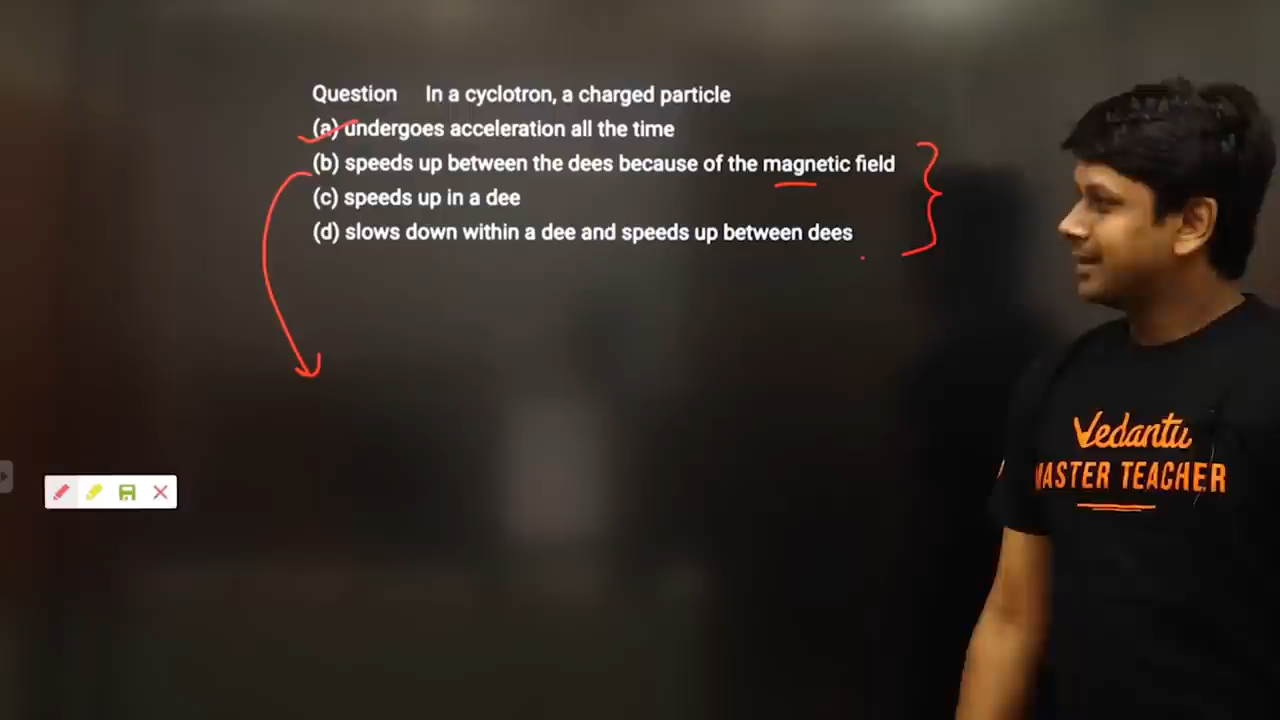 Question In a cyclotron, a charged particle
(a) undergoes acceleration all the time
(b) speeds up between the dees because of the magnetic field
(c) speeds up in a dee
(d) slows down within a dee and speeds up between dees
Vedantu
MASTER TEACHER